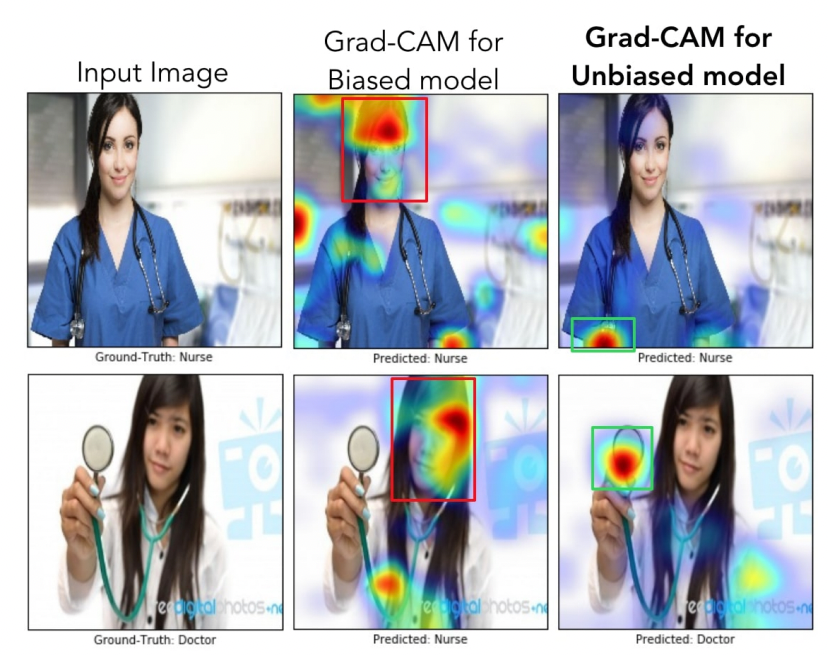 Input Image
Grad-CAM for
Biased model
Grad-CAM for
Unbiased model
Ground-Truth: Nurse
Predicted: Nurse
Predicted: Nurse
Ground-Truth: Doctor
Predicted: Nurse
Predicted: Doctor